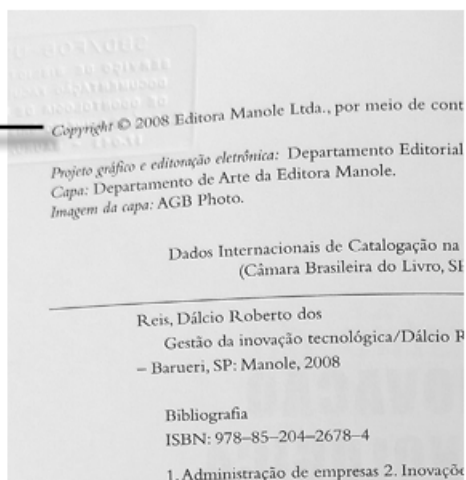 Copyright © 2008 Editora Manole Ltda., por meio de cont
Projeto gráfico e editoração eletrônica: Departamento Editorial
Capa: Departamento de Arte da Editora Manole.
Imagem da capa: AGB Photo.
Dados Internacionais de Catalogação na
(Câmara Brasileira do Livro, SP
Reis, Dálcio Roberto dos
Gestão da inovação tecnológica/Dálcio R
– Barueri, SP: Manole, 2008
Bibliografia
ISBN: 978–85–204–2678–4
1. Administração de empresas 2. Inovaçõe